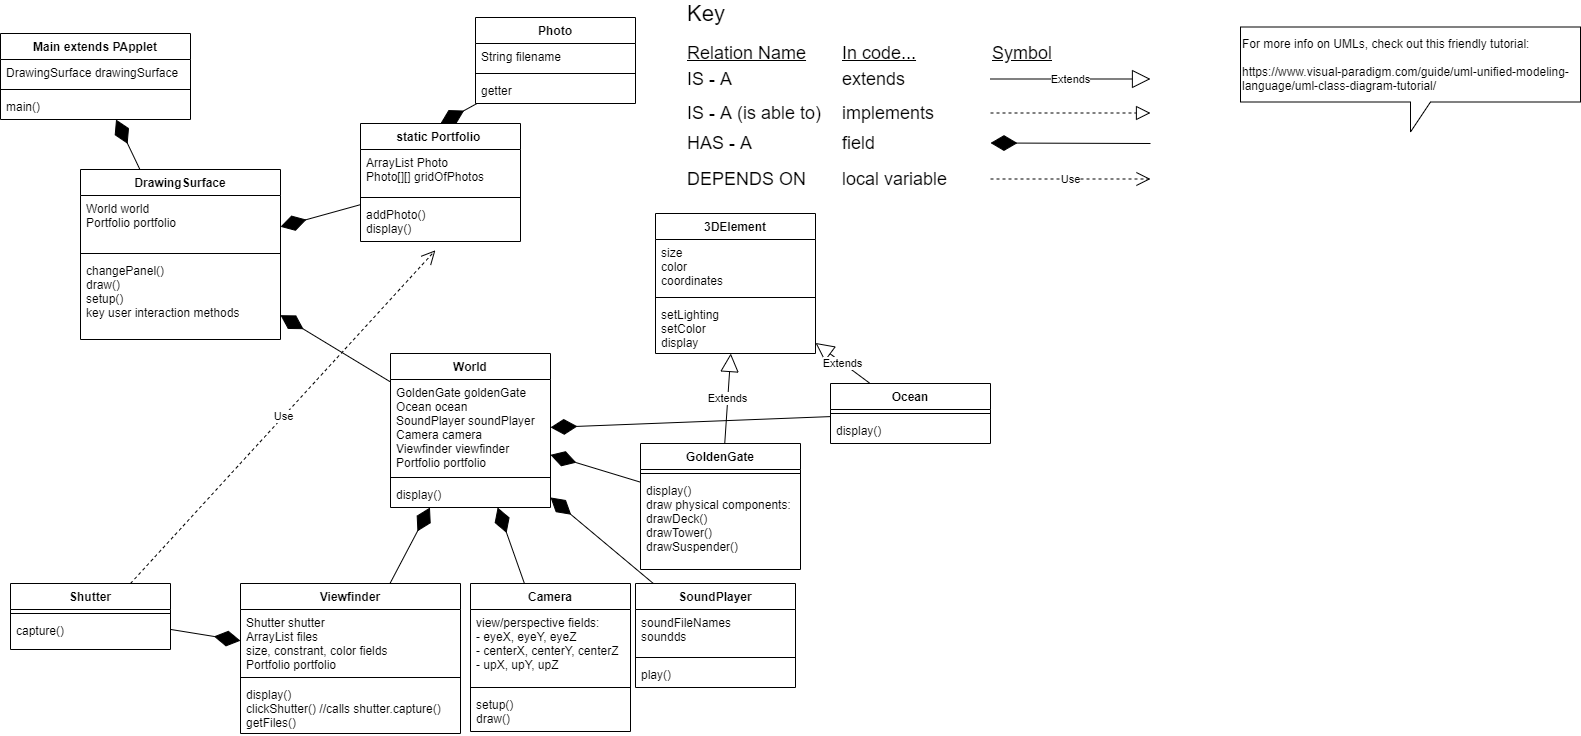 Main extends PApplet
DrawingSurface drawingSurface
main()
Photo
String filename
getter
Key
Relation Name In code... Symbol
IS - A extends Extends
IS - A (is able to) implements
HAS - A field
DEPENDS ON local variable Use
For more info on UMLs, check out this friendly tutorial:
https://www.visual-paradigm.com/guide/uml-unified-modeling-
language/uml-class-diagram-tutorial/
static Portfolio
ArrayList Photo
Photo[][] gridOfPhotos
addPhoto()
display()
DrawingSurface
World world
Portfolio portfolio
changePanel()
draw()
setup()
key user interaction methods
3DElement
size
color
coordinates
setLighting
setColor
display
Extends
Extends
Use
World
GoldenGate goldenGate
Ocean ocean
SoundPlayer soundPlayer
Camera camera
Viewfinder viewfinder
Portfolio portfolio
display()
Ocean
display()
GoldenGate
display()
draw physical components:
drawDeck()
drawTower()
drawSuspender()
Shutter
capture()
Viewfinder
Shutter shutter
ArrayList files
size, constrant, color fields
Portfolio portfolio
display()
clickShutter() //calls shutter.capture()
getFiles()
Camera
view/perspective fields:
- eyeX, eyeY, eyeZ
- centerX, centerY, centerZ
- upX, upY, upZ
setup()
draw()
SoundPlayer
soundFileNames
soundds
play()